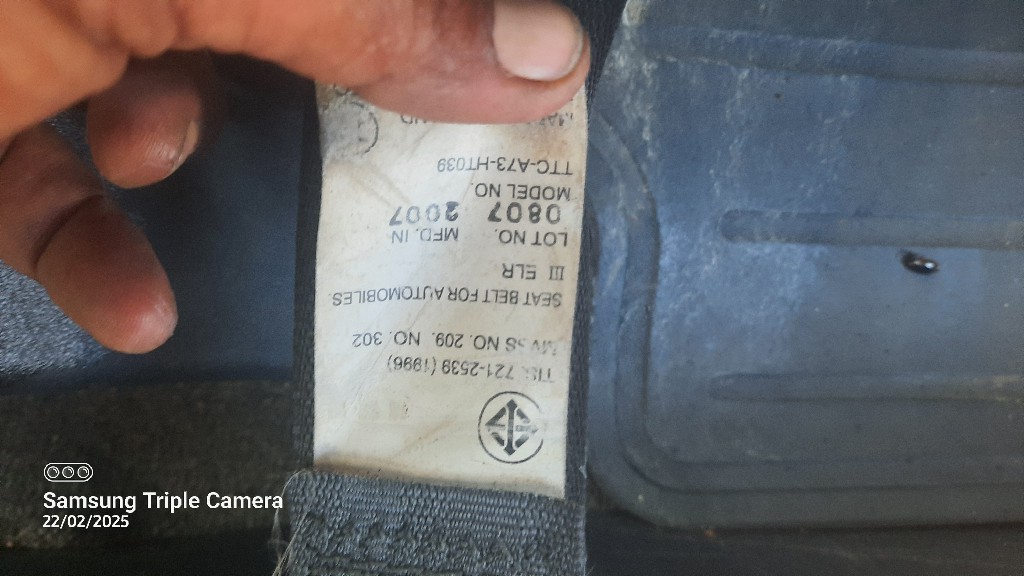 TIS. 721-2539 (1996)
MVSS NO. 209. NO. 302
SEAT BELT FOR AUTOMOBILES.
III ELR
LOT NO. MFD. IN
0807 2007
MODEL NO.
TTC-A73-HT039
Samsung Triple Camera
22/02/2025